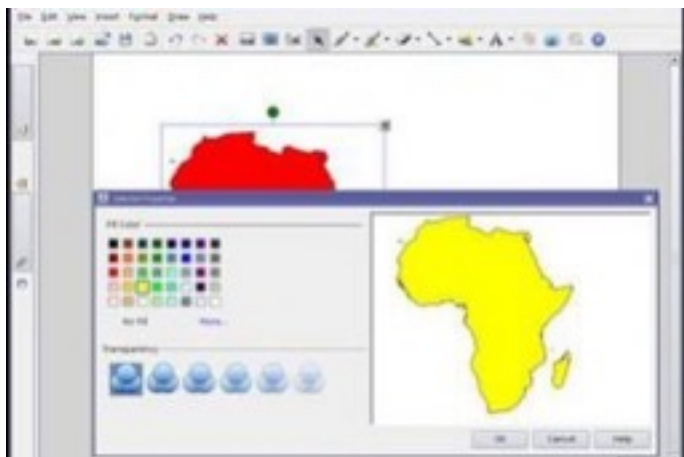 File Edit View Insert Format Draw Help
Fill Color
No Fill
More...
Transparency
OK Cancel Help